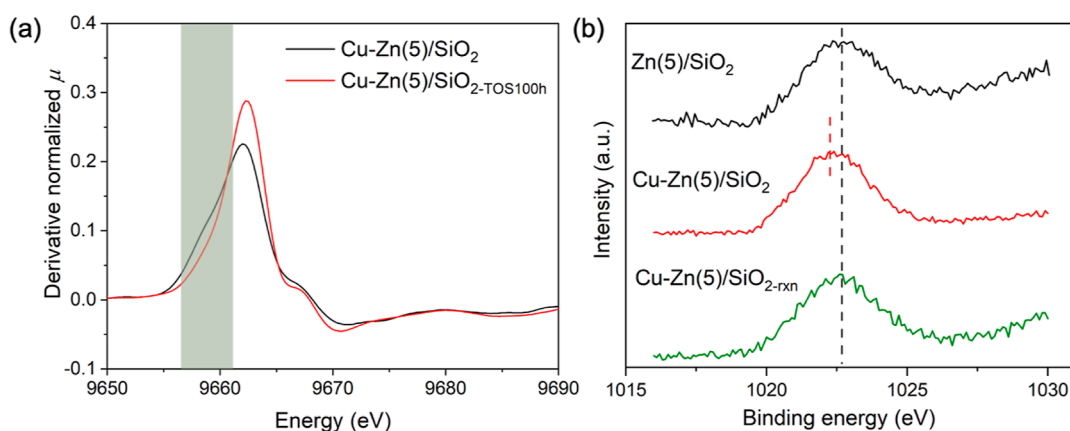 (a)
0.4
0.3
0.2
0.1
0.0
-0.1
Derivative normalized μ
Cu-Zn(5)/SiO₂
Cu-Zn(5)/SiO₂₋TOS100h
9650 9660 9670 9680 9690
Energy (eV)
(b)
Intensity (a.u.)
Zn(5)/SiO₂
Cu-Zn(5)/SiO₂
Cu-Zn(5)/SiO₂₋rxn
1015 1020 1025 1030
Binding energy (eV)